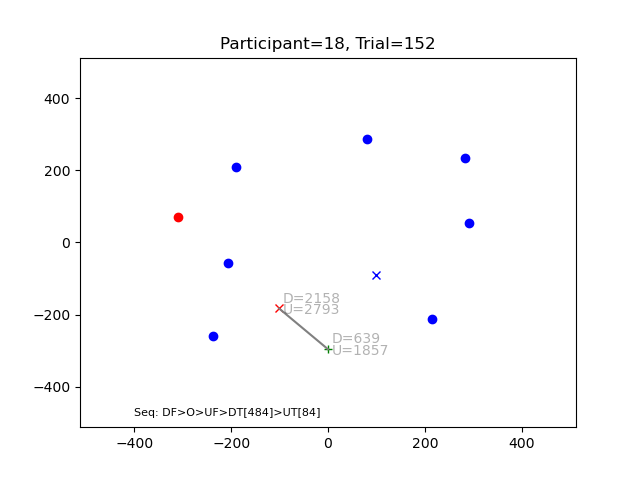 Participant=18, Trial=152
400
200
0
−200
−400
D=2158
U=2793
D=639
U=1857
Seq: DF>O>UF>DT[484]>UT[84]
−400 −200 0 200 400